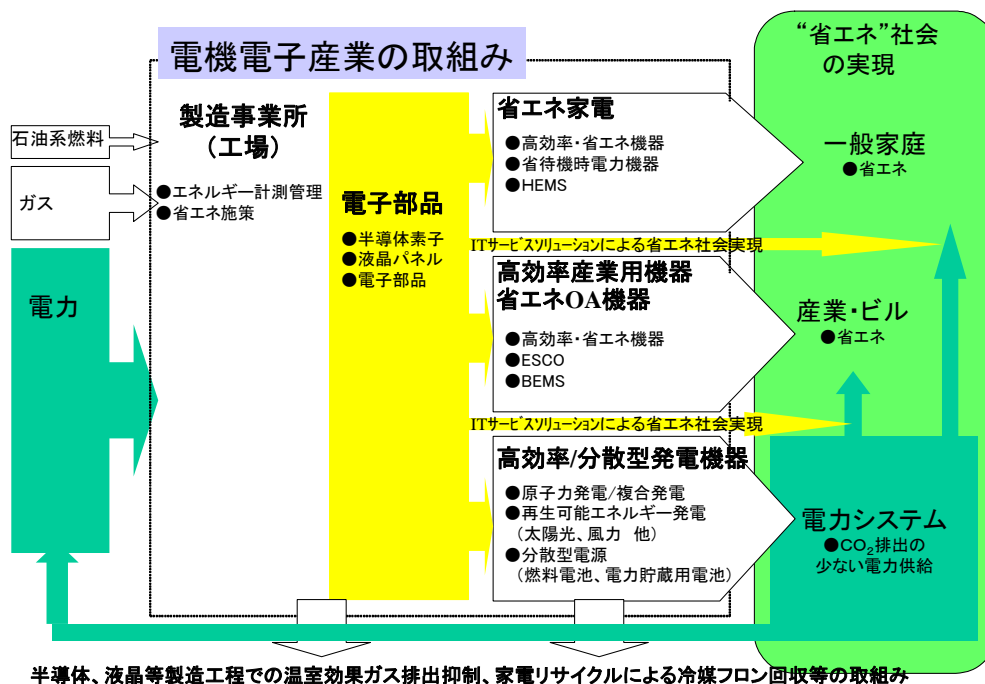 電機電子産業の取組み
“省エネ”社会
の実現
石油系燃料
ガス
電力
製造事業所
（工場）
●エネルギー計測管理
●省エネ施策
電子部品
●半導体素子
●液晶パネル
●電子部品
省エネ家電
●高効率・省エネ機器
●省待機時電力機器
●HEMS
ITサービスソリューションによる省エネ社会実現
高効率産業用機器
省エネOA機器
●高効率・省エネ機器
●ESCO
●BEMS
ITサービスソリューションによる省エネ社会実現
高効率/分散型発電機器
●原子力発電/複合発電
●再生可能エネルギー発電
（太陽光、風力　他）
●分散型電源
（燃料電池、電力貯蔵用電池）
一般家庭
●省エネ
産業・ビル
●省エネ
電力システム
●CO₂排出の
少ない電力供給
半導体、液晶等製造工程での温室効果ガス排出抑制、家電リサイクルによる冷媒フロン回収等の取組み